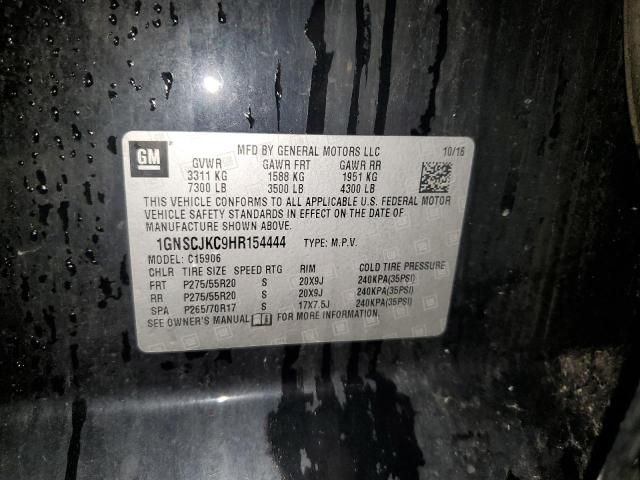 GM
MFD BY GENERAL MOTORS LLC 10/16
GVWR GAWR FRT GAWR RR
3311 KG 1588 KG 1951 KG
7300 LB 3500 LB 4300 LB
THIS VEHICLE CONFORMS TO ALL APPLICABLE U.S. FEDERAL MOTOR
VEHICLE SAFETY STANDARDS IN EFFECT ON THE DATE OF
MANUFACTURE SHOWN ABOVE.
1GNSCJKC9HR154444 TYPE: M.P.V.
MODEL: C15906
CHLR TIRE SIZE SPEED RTG RIM COLD TIRE PRESSURE
FRT P275/55R20 S 20X9J 240KPA(35PSI)
RR P275/55R20 S 20X9J 240KPA(35PSI)
SPA P265/70R17 S 17X7.5J 240KPA(35PSI)
SEE OWNER'S MANUAL FOR MORE INFORMATION.